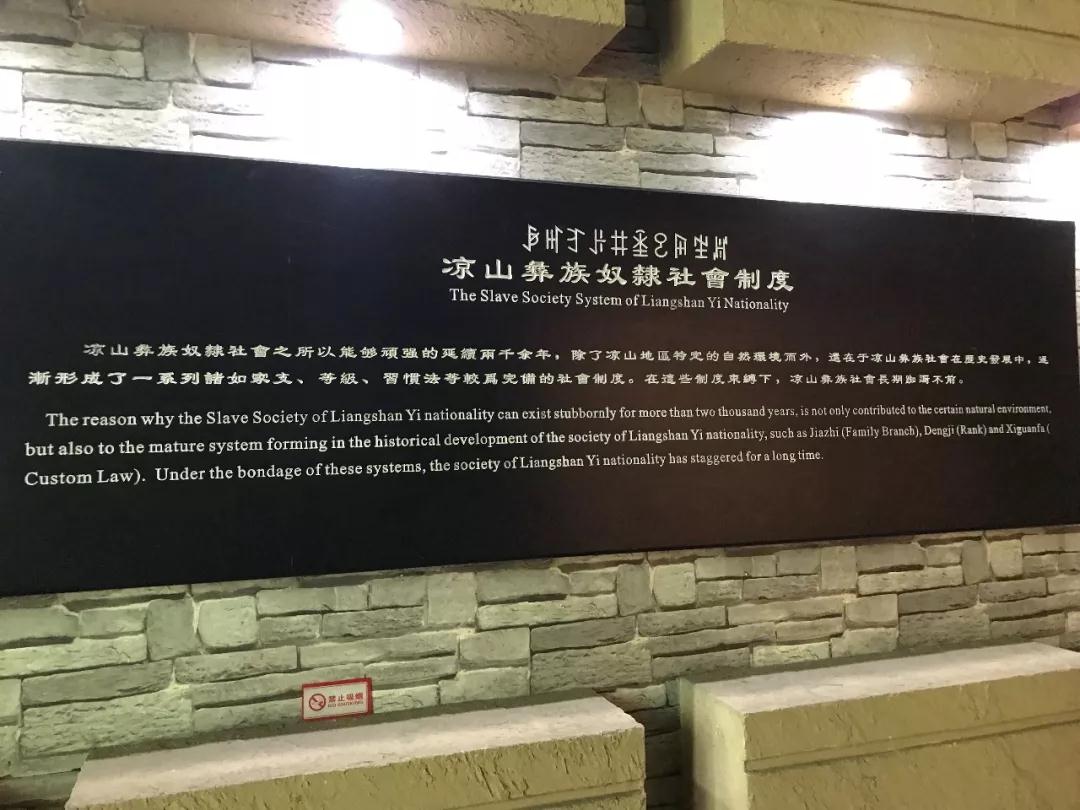 凉山彝族奴隸社會制度
The Slave Society System of Liangshan Yi Nationality
凉山彝族奴隸社會之所以能够頑强的延續兩千余年，除了凉山地區特定的自然環境而外，還在于凉山彝族社會在歷史發展中，逐
漸形成了一系列諸如家支、等級、習慣法等較爲完備的社會制度。在這些制度束縛下，凉山彝族社會長期蹣跚不前。
The reason why the Slave Society of Liangshan Yi nationality can exist stubbornly for more than two thousand years, is not only contributed to the certain natural environment,
but also to the mature system forming in the historical development of the society of Liangshan Yi nationality, such as Jiazhi (Family Branch), Dengji (Rank) and Xiguanfa (
Custom Law). Under the bondage of these systems, the society of Liangshan Yi nationality has staggered for a long time.
禁止吸烟
NO SMOKING